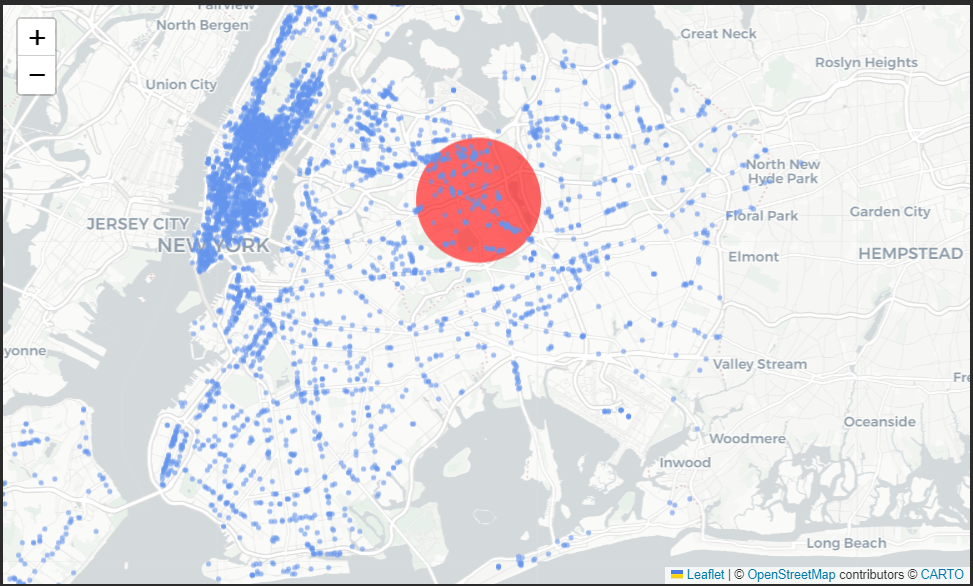 Fairview
North Bergen
+
−
Great Neck
Roslyn Heights
Union City
North New
Hyde Park
JERSEY CITY
NEW YORK
Floral Park
Garden City
Elmont
HEMPSTEAD
yonne
Valley Stream
Fre
Oceanside
Woodmere
Inwood
Long Beach
Leaflet | © OpenStreetMap contributors © CARTO